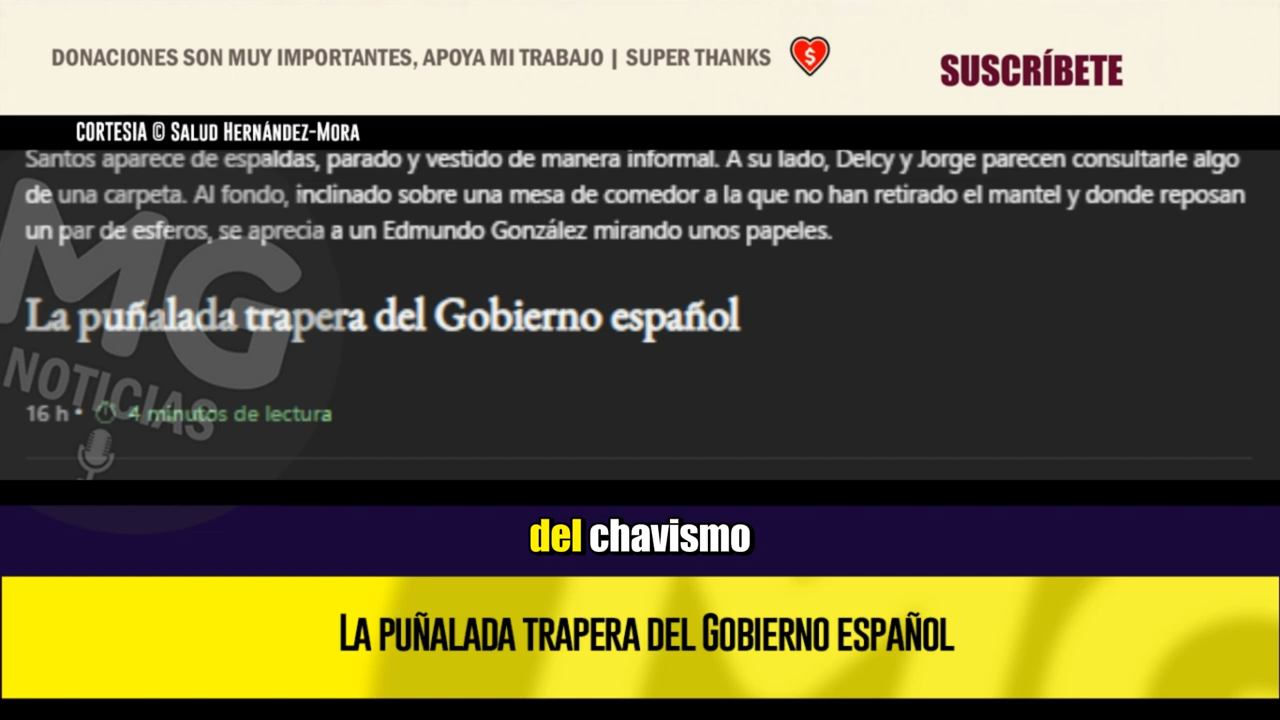 DONACIONES SON MUY IMPORTANTES, APOYA MI TRABAJO | SUPER THANKS
SUSCRÍBETE
CORTESIA © SALUD HERNÁNDEZ-MORA
Santos aparece de espaldas, parado y vestido de manera informal. A su lado, Delcy y Jorge parecen consultarle algo
de una carpeta. Al fondo, inclinado sobre una mesa de comedor a la que no han retirado el mantel y donde reposan
un par de esferos, se aprecia a un Edmundo González mirando unos papeles.
La puñalada trapera del Gobierno español
MG
NOTICIAS
16 h • 4 minutos de lectura
del chavismo
LA PUÑALADA TRAPERA DEL GOBIERNO ESPAÑOL